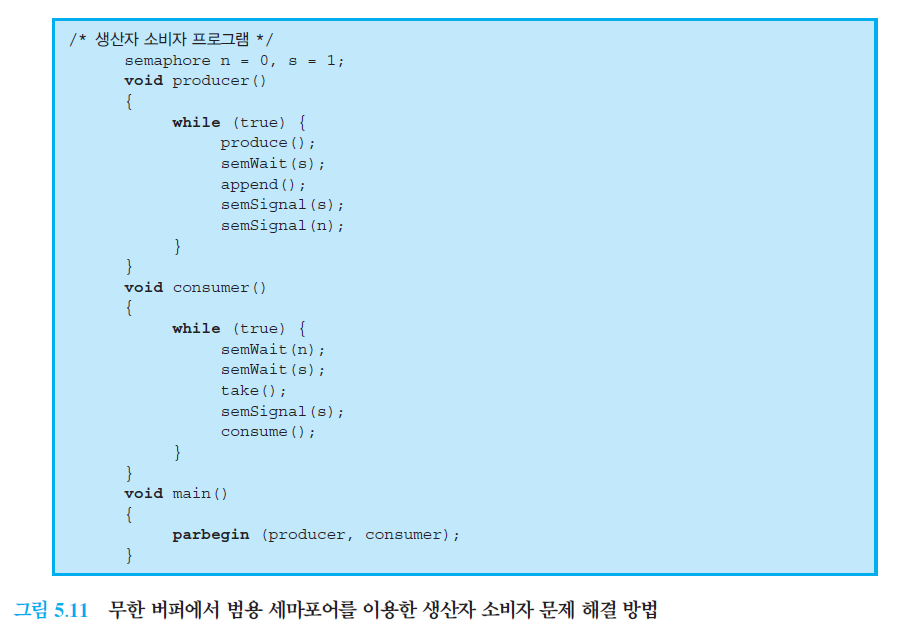 /* 생산자 소비자 프로그램 */
semaphore n = 0, s = 1;
void producer()
{
while (true) {
produce();
semWait(s);
append();
semSignal(s);
semSignal(n);
}
}
void consumer()
{
while (true) {
semWait(n);
semWait(s);
take();
semSignal(s);
consume();
}
}
void main()
{
parbegin (producer, consumer);
}
그림 5.11 무한 버퍼에서 범용 세마포어를 이용한 생산자 소비자 문제 해결 방법